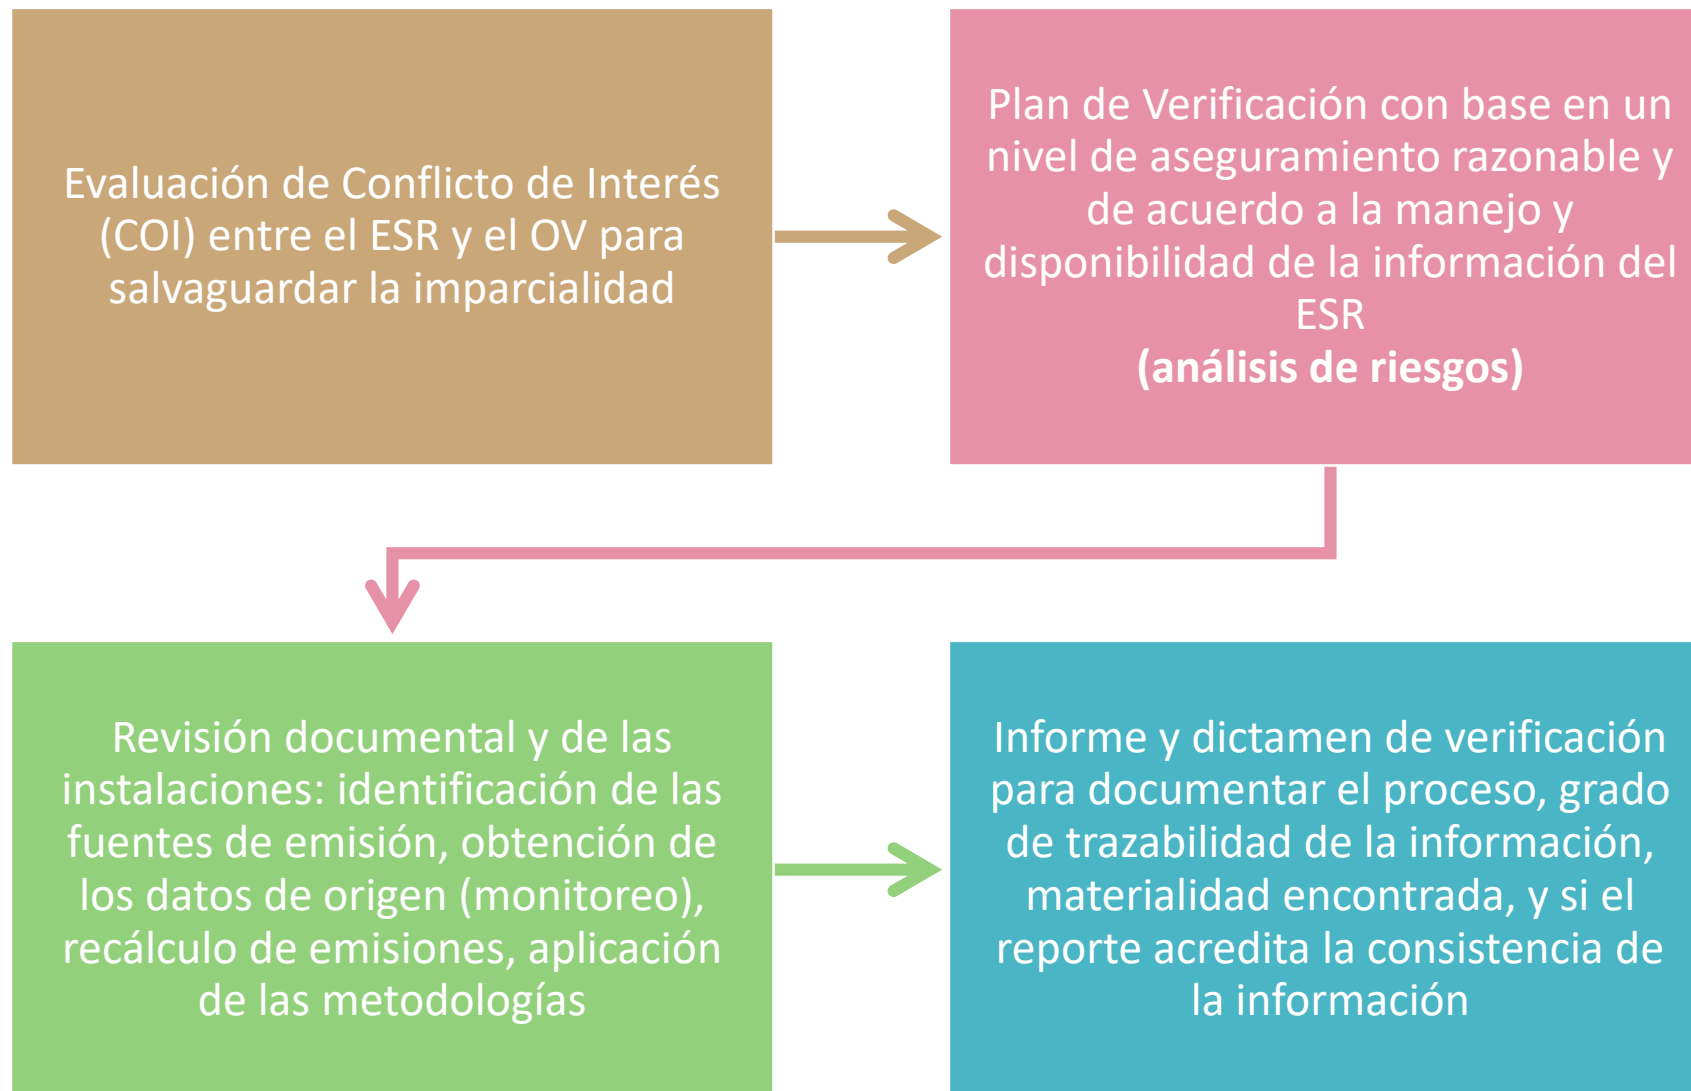 Evaluación de Conflicto de Interés
(COI) entre el ESR y el OV para
salvaguardar la imparcialidad
Plan de Verificación con base en un
nivel de aseguramiento razonable y
de acuerdo a la manejo y
disponibilidad de la información del
ESR
(análisis de riesgos)
Revisión documental y de las
instalaciones: identificación de las
fuentes de emisión, obtención de
los datos de origen (monitoreo),
recálculo de emisiones, aplicación
de las metodologías
Informe y dictamen de verificación
para documentar el proceso, grado
de trazabilidad de la información,
materialidad encontrada, y si el
reporte acredita la consistencia de
la información